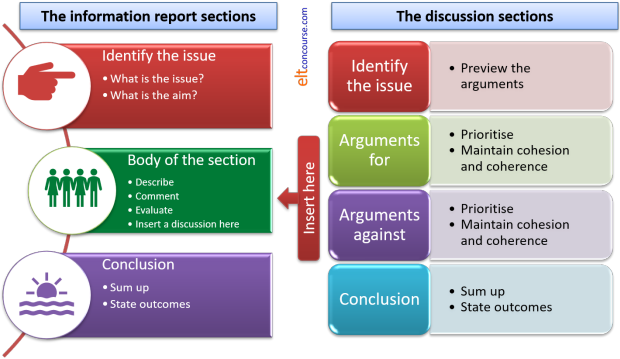 The information report sections
Identify the issue
• What is the issue?
• What is the aim?
Body of the section
• Describe
• Comment
• Evaluate
• Insert a discussion here
Conclusion
• Sum up
• State outcomes
eltconcourse.com
Insert here
The discussion sections
Identify
the issue
• Preview the
arguments
Arguments
for
• Prioritise
• Maintain cohesion
and coherence
Arguments
against
• Prioritise
• Maintain cohesion
and coherence
Conclusion
• Sum up
• State outcomes